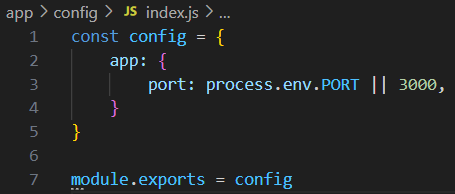 app > config > JS index.js > ...
1 const config = {
2     app: {
3         port: process.env.PORT || 3000,
4     }
5 }
6
7 module.exports = config